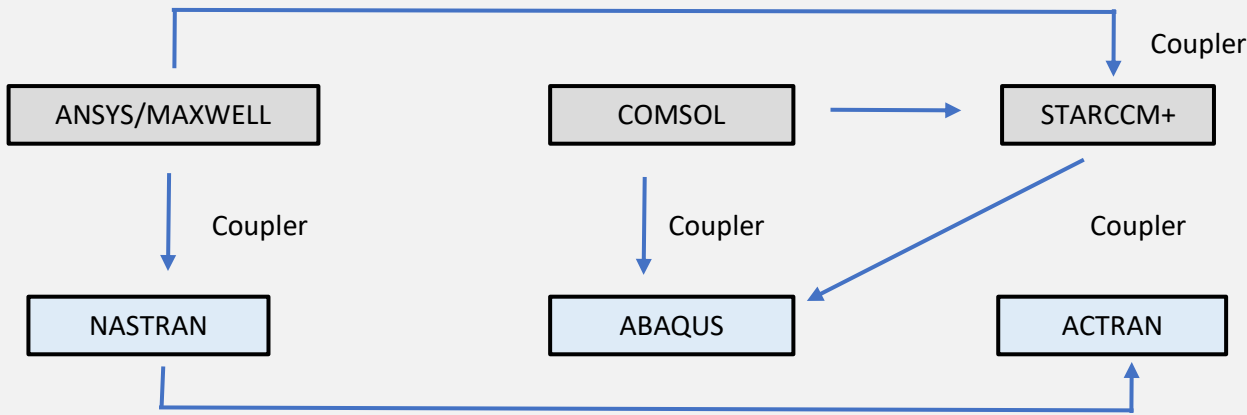 Coupler
ANSYS/MAXWELL
COMSOL
STARCCM+
Coupler
Coupler
Coupler
NASTRAN
ABAQUS
ACTRAN